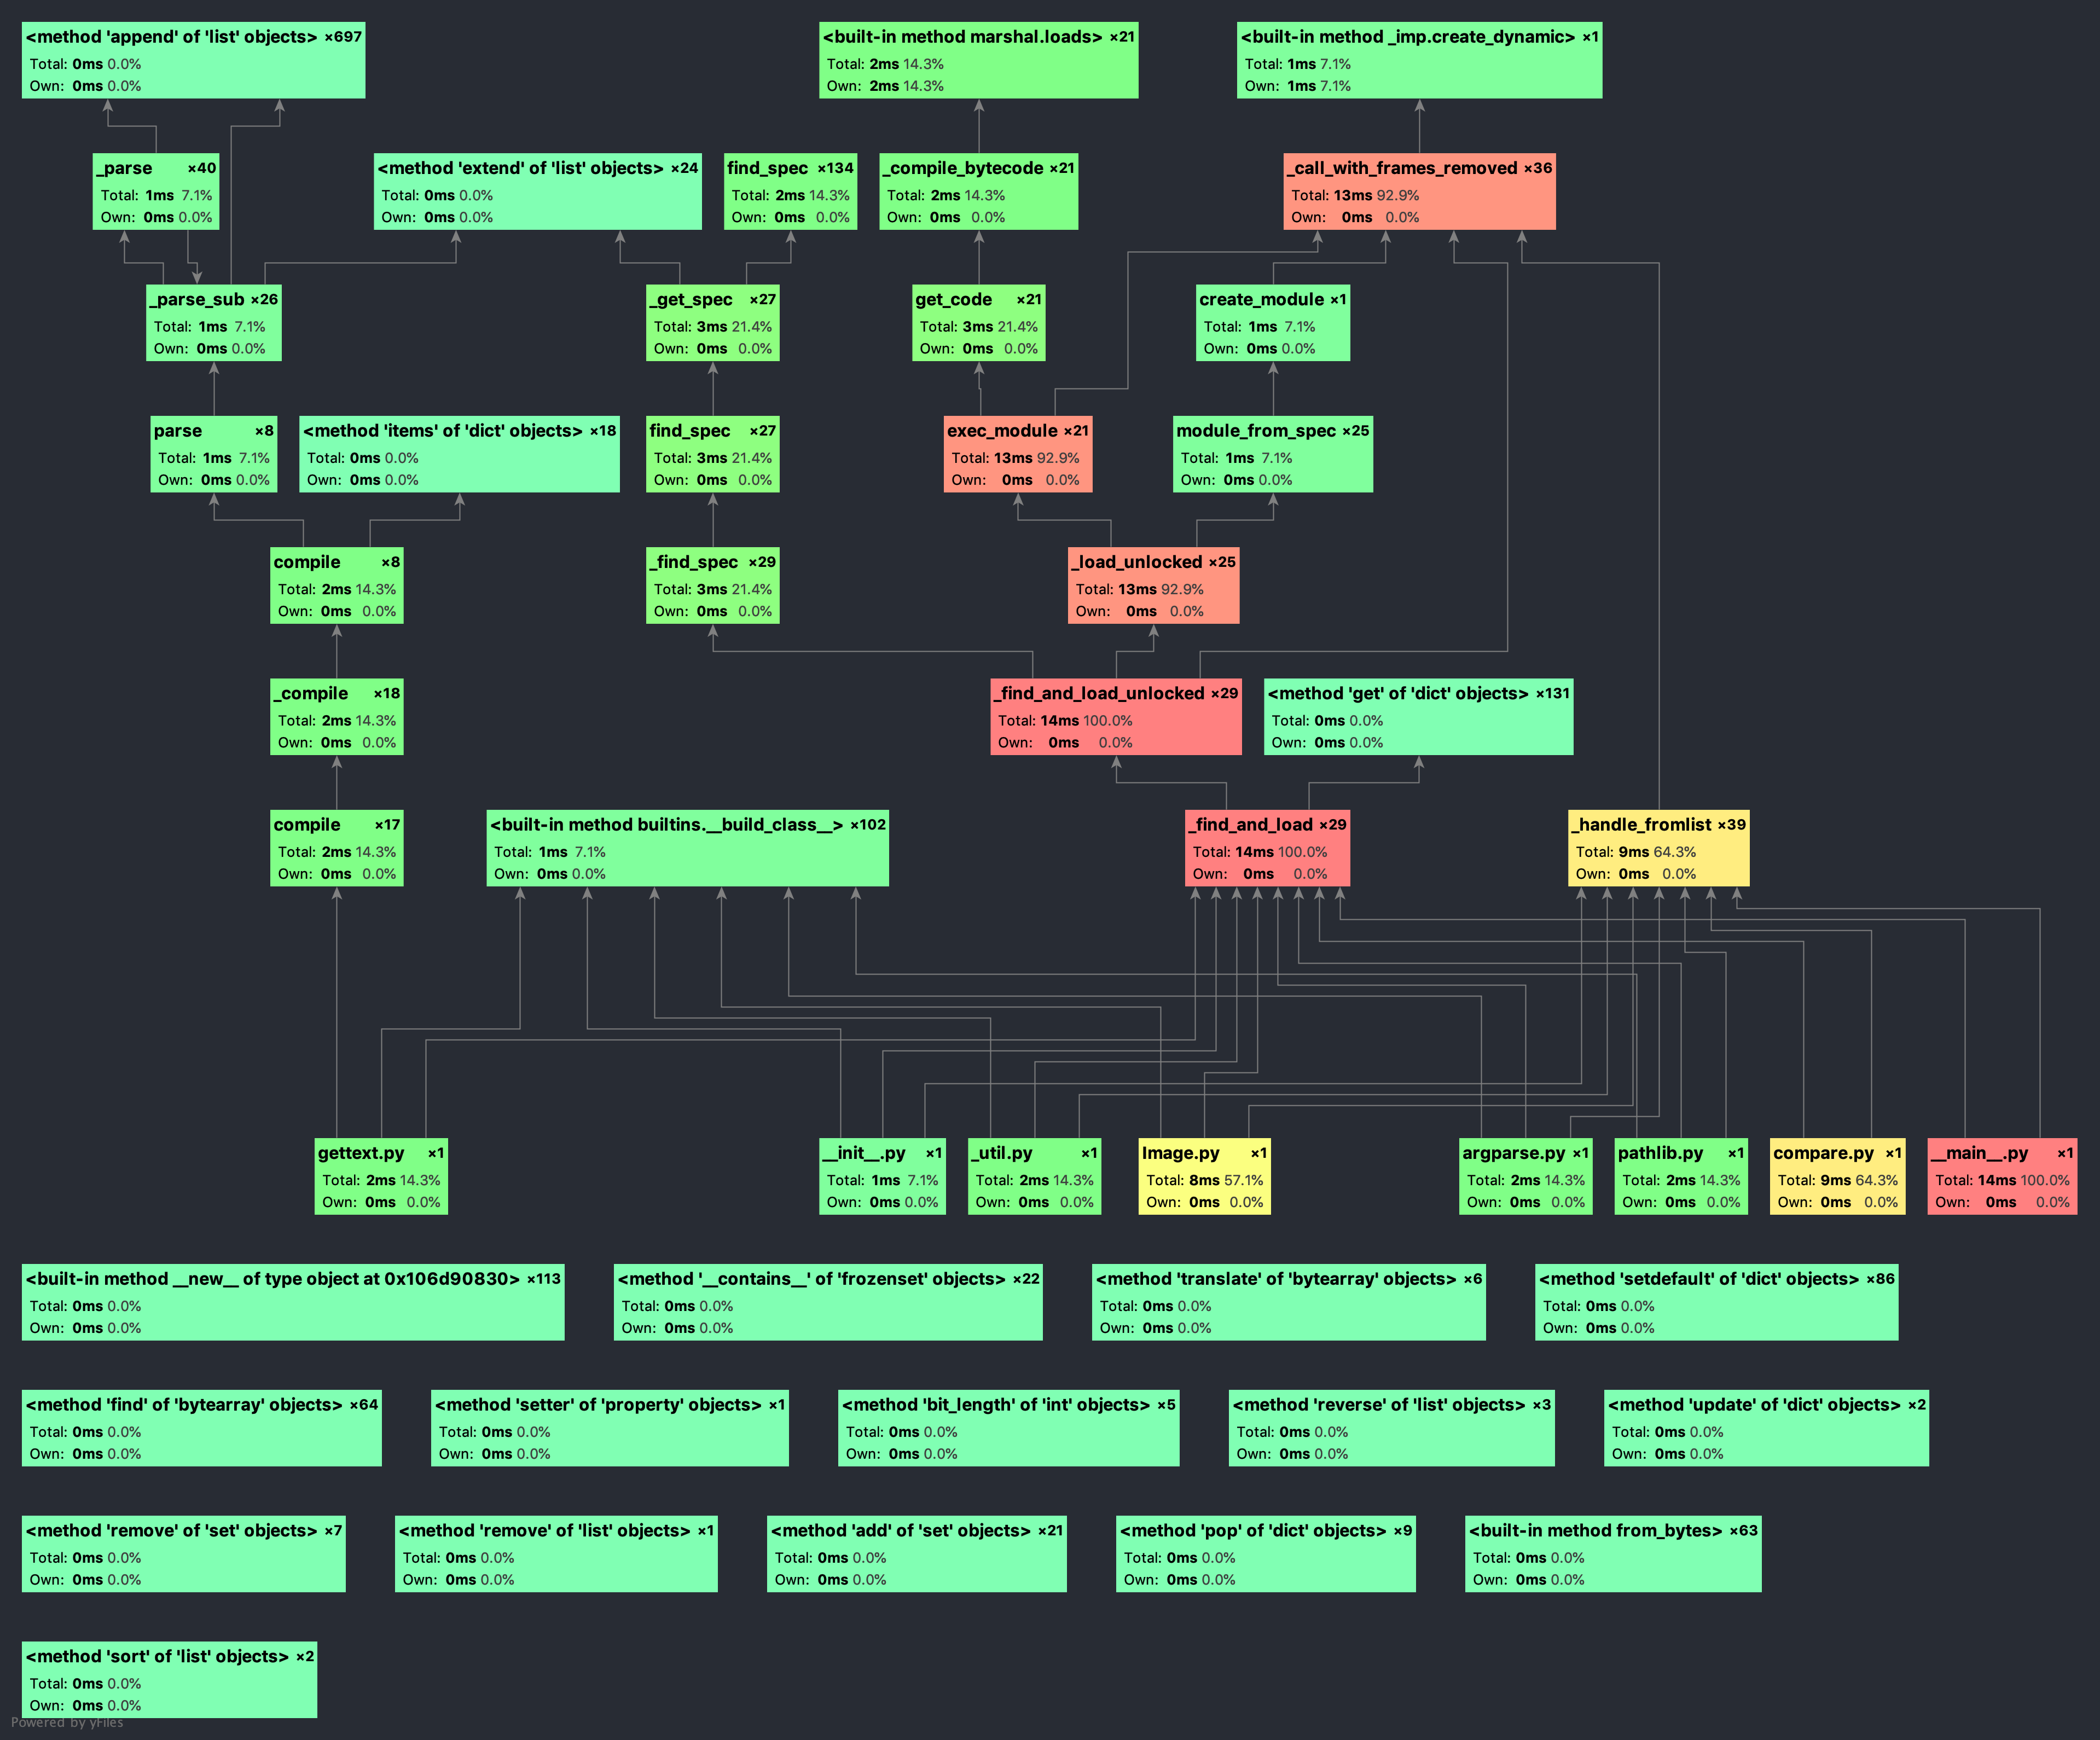 <method 'append' of 'list' objects> ×697
Total: 0ms 0.0%
Own: 0ms 0.0%
<built-in method marshal.loads> ×21
Total: 2ms 14.3%
Own: 2ms 14.3%
<built-in method _imp.create_dynamic> ×1
Total: 1ms 7.1%
Own: 1ms 7.1%
_parse ×40
Total: 1ms 7.1%
Own: 0ms 0.0%
<method 'extend' of 'list' objects> ×24
Total: 0ms 0.0%
Own: 0ms 0.0%
find_spec ×134
Total: 2ms 14.3%
Own: 0ms 0.0%
_compile_bytecode ×21
Total: 2ms 14.3%
Own: 0ms 0.0%
_call_with_frames_removed ×36
Total: 13ms 92.9%
Own: 0ms 0.0%
_parse_sub ×26
Total: 1ms 7.1%
Own: 0ms 0.0%
_get_spec ×27
Total: 3ms 21.4%
Own: 0ms 0.0%
get_code ×21
Total: 3ms 21.4%
Own: 0ms 0.0%
create_module ×1
Total: 1ms 7.1%
Own: 0ms 0.0%
parse ×8
Total: 1ms 7.1%
Own: 0ms 0.0%
<method 'items' of 'dict' objects> ×18
Total: 0ms 0.0%
Own: 0ms 0.0%
find_spec ×27
Total: 3ms 21.4%
Own: 0ms 0.0%
exec_module ×21
Total: 13ms 92.9%
Own: 0ms 0.0%
module_from_spec ×25
Total: 1ms 7.1%
Own: 0ms 0.0%
compile ×8
Total: 2ms 14.3%
Own: 0ms 0.0%
_find_spec ×29
Total: 3ms 21.4%
Own: 0ms 0.0%
_load_unlocked ×25
Total: 13ms 92.9%
Own: 0ms 0.0%
_compile ×18
Total: 2ms 14.3%
Own: 0ms 0.0%
_find_and_load_unlocked ×29
Total: 14ms 100.0%
Own: 0ms 0.0%
<method 'get' of 'dict' objects> ×131
Total: 0ms 0.0%
Own: 0ms 0.0%
compile ×17
Total: 2ms 14.3%
Own: 0ms 0.0%
<built-in method builtins.__build_class__> ×102
Total: 1ms 7.1%
Own: 0ms 0.0%
_find_and_load ×29
Total: 14ms 100.0%
Own: 0ms 0.0%
_handle_fromlist ×39
Total: 9ms 64.3%
Own: 0ms 0.0%
gettext.py ×1
Total: 2ms 14.3%
Own: 0ms 0.0%
__init__.py ×1
Total: 1ms 7.1%
Own: 0ms 0.0%
_util.py ×1
Total: 2ms 14.3%
Own: 0ms 0.0%
Image.py ×1
Total: 8ms 57.1%
Own: 0ms 0.0%
argparse.py ×1
Total: 2ms 14.3%
Own: 0ms 0.0%
pathlib.py ×1
Total: 2ms 14.3%
Own: 0ms 0.0%
compare.py ×1
Total: 9ms 64.3%
Own: 0ms 0.0%
__main__.py ×1
Total: 14ms 100.0%
Own: 0ms 0.0%
<built-in method __new__ of type object at 0x106d90830> ×113
Total: 0ms 0.0%
Own: 0ms 0.0%
<method '__contains__' of 'frozenset' objects> ×22
Total: 0ms 0.0%
Own: 0ms 0.0%
<method 'translate' of 'bytearray' objects> ×6
Total: 0ms 0.0%
Own: 0ms 0.0%
<method 'setdefault' of 'dict' objects> ×86
Total: 0ms 0.0%
Own: 0ms 0.0%
<method 'find' of 'bytearray' objects> ×64
Total: 0ms 0.0%
Own: 0ms 0.0%
<method 'setter' of 'property' objects> ×1
Total: 0ms 0.0%
Own: 0ms 0.0%
<method 'bit_length' of 'int' objects> ×5
Total: 0ms 0.0%
Own: 0ms 0.0%
<method 'reverse' of 'list' objects> ×3
Total: 0ms 0.0%
Own: 0ms 0.0%
<method 'update' of 'dict' objects> ×2
Total: 0ms 0.0%
Own: 0ms 0.0%
<method 'remove' of 'set' objects> ×7
Total: 0ms 0.0%
Own: 0ms 0.0%
<method 'remove' of 'list' objects> ×1
Total: 0ms 0.0%
Own: 0ms 0.0%
<method 'add' of 'set' objects> ×21
Total: 0ms 0.0%
Own: 0ms 0.0%
<method 'pop' of 'dict' objects> ×9
Total: 0ms 0.0%
Own: 0ms 0.0%
<built-in method from_bytes> ×63
Total: 0ms 0.0%
Own: 0ms 0.0%
<method 'sort' of 'list' objects> ×2
Total: 0ms 0.0%
Own: 0ms 0.0%
Powered by yFiles